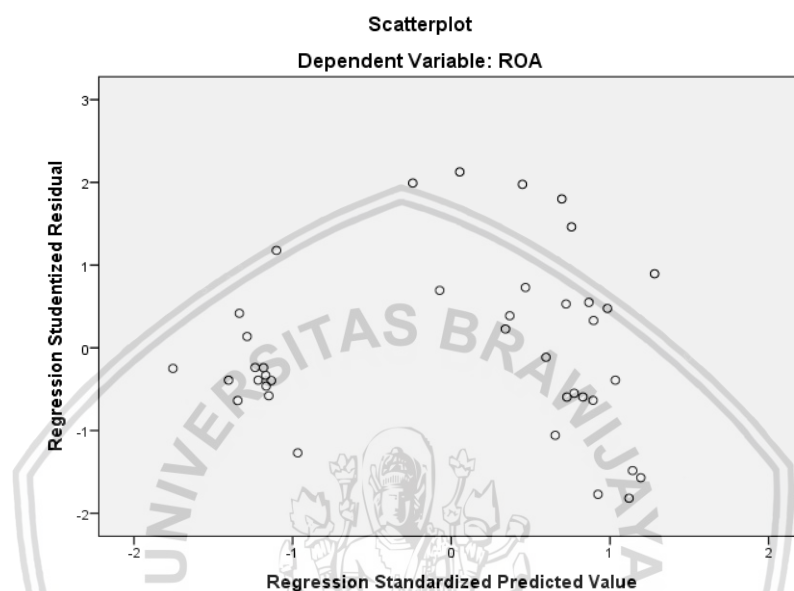 Scatterplot
Dependent Variable: ROA
Regression Studentized Residual
3
2
1
0
-1
-2
-2
-1
0
1
2
Regression Standardized Predicted Value
UNIVERSITAS BRAWIJAYA